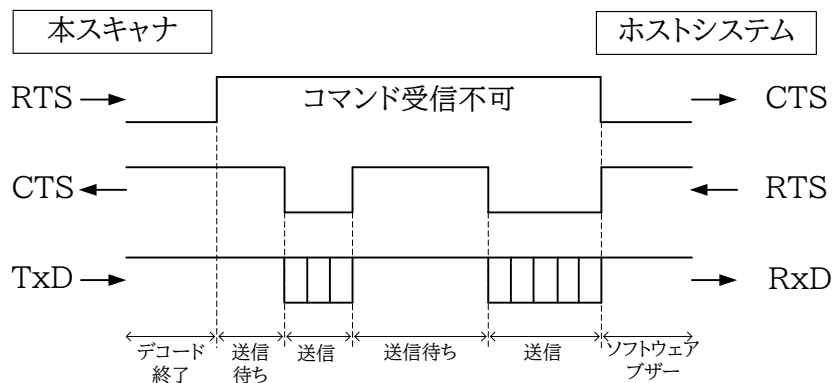 本スキャナ ホストシステム
RTS コマンド受信不可 CTS
CTS RTS
TxD RxD
デコード 送信 送信 送信待ち 送信 ソフトウェア
終了 待ち ブザー